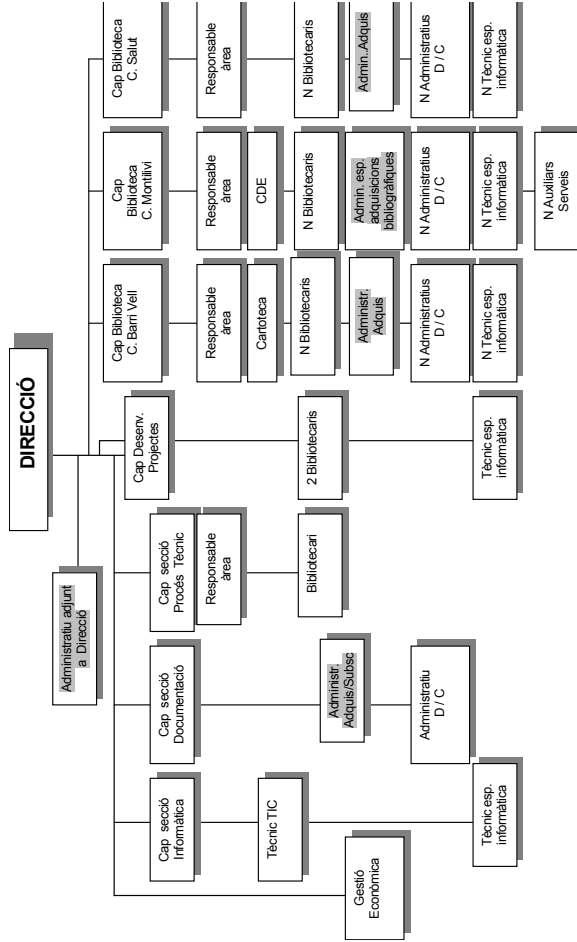 DIRECCIÓ
Administratiu adjunt
a Direcció
Gestió
Econòmica
Cap secció
Informàtica
Tècnic TIC
Tècnic esp.
informàtica
Cap secció
Documentació
Administr.
Adquis/Subsc
Administratiu
D / C
Cap secció
Procés Tècnic
Responsable
àrea
Bibliotecari
Cap Desenv.
Projectes
2 Bibliotecaris
Tècnic esp.
informàtica
Cap Biblioteca
C. Barri Vell
Responsable
àrea
Cartoteca
N Bibliotecaris
Administr.
Adquis
N Administratius
D / C
N Tècnic esp.
informàtica
Cap
Biblioteca
C. Montilivi
Responsable
àrea
CDE
N Bibliotecaris
Admin. esp.
adquisicions
bibliogràfiques
N Administratius
D / C
N Tècnic esp.
informàtica
N Auxiliars
Serveis
Cap Biblioteca
C. Salut
Responsable
àrea
N Bibliotecaris
Admin..Adquis
N Administratius
D / C
N Tècnic esp.
informàtica